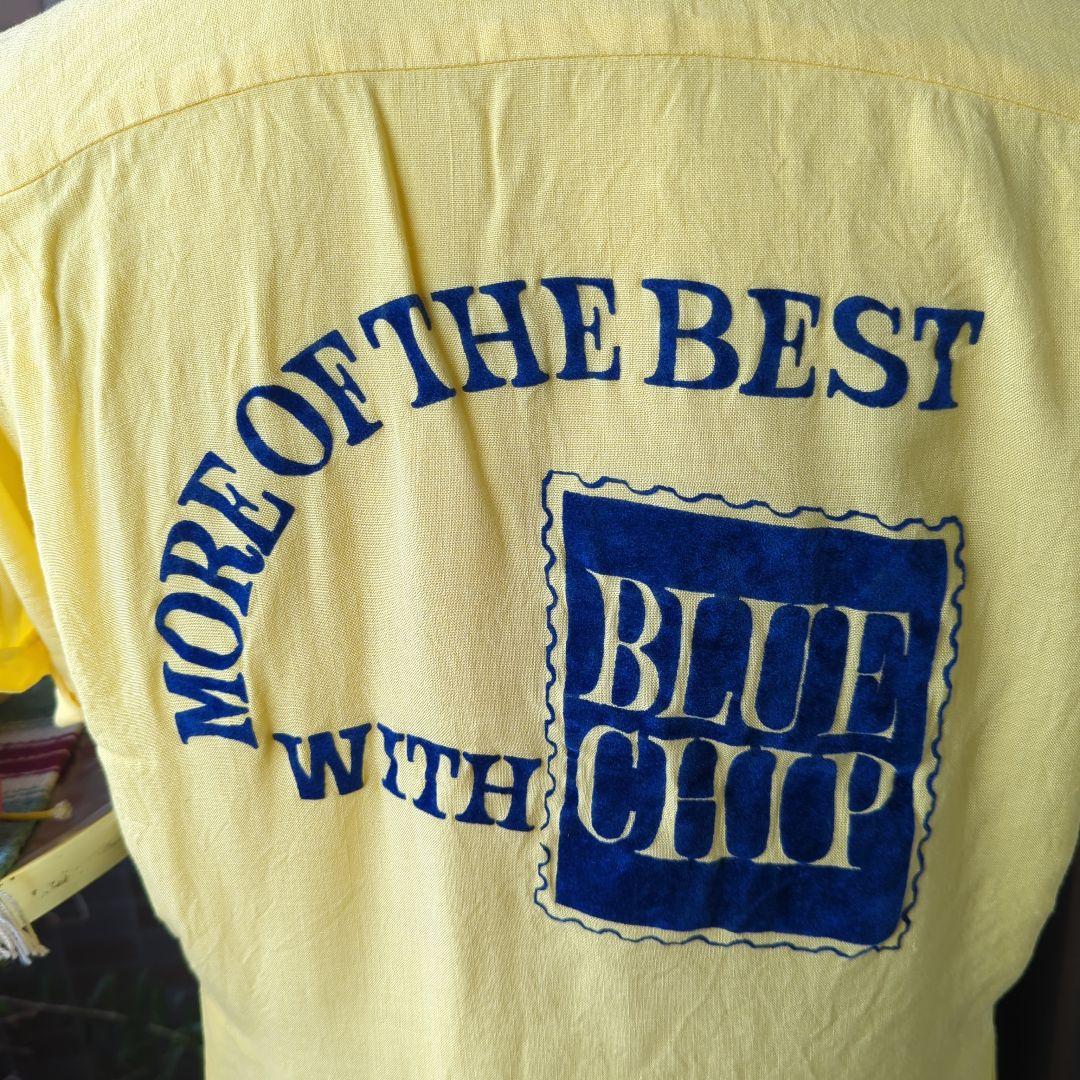 MORE OF THE BEST
WITH
BLUE
CHIP